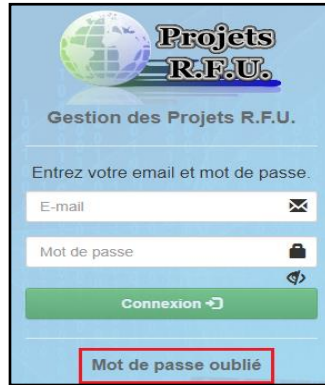 Projets
R.F.U.
Gestion des Projets R.F.U.
Entrez votre email et mot de passe.
E-mail
Mot de passe
Connexion
Mot de passe oublié